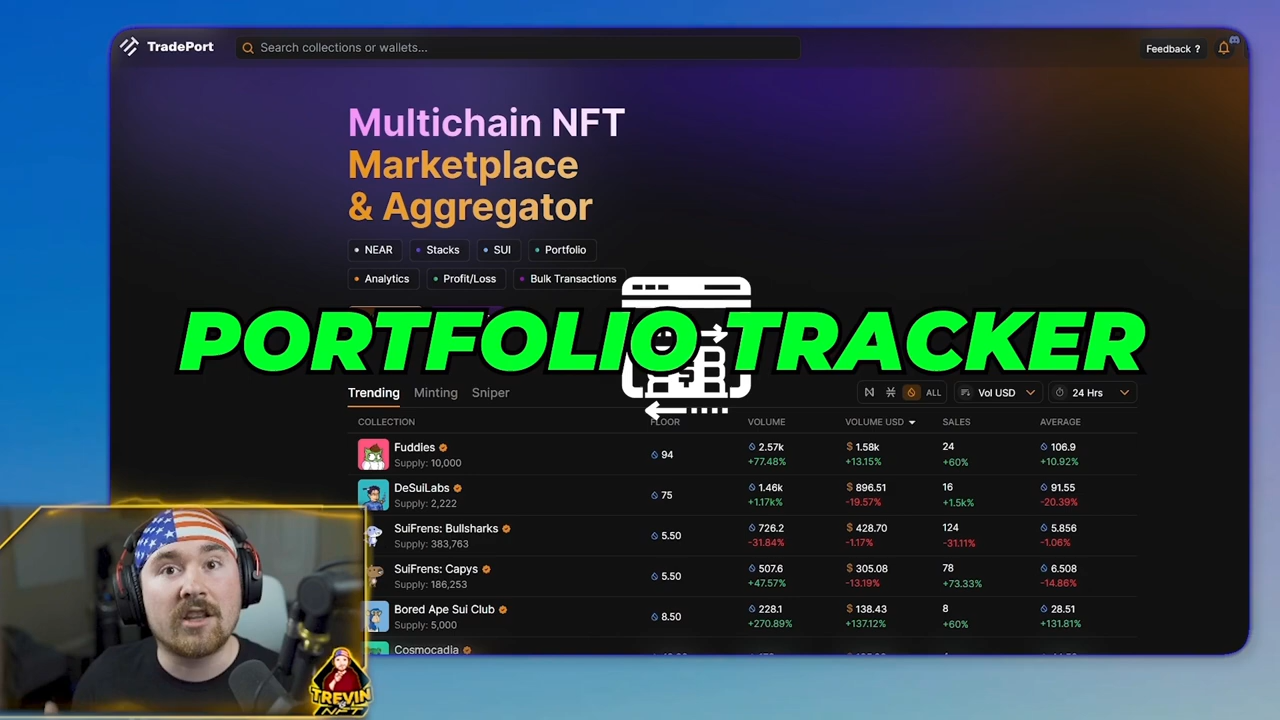 TradePort
Search collections or wallets...
Feedback ?
Multichain NFT
Marketplace
& Aggregator
NEAR
Stacks
SUI
Portfolio
Analytics
Profit/Loss
Bulk Transactions
PORTFOLIO TRACKER
Trending
Minting
Sniper
ALL
Vol USD
24 Hrs
COLLECTION
FLOOR
VOLUME
VOLUME USD
SALES
AVERAGE
Fuddies
Supply: 10,000
94
2.57k
+77.48%
$ 1.58k
+13.15%
24
+60%
106.9
+10.92%
DeSuiLabs
Supply: 2,222
75
1.46k
+1.17k%
$ 896.51
-19.57%
16
+1.5k%
91.55
-20.39%
SuiFrens: Bullsharks
Supply: 383,763
5.50
726.2
-31.84%
$ 428.70
-1.17%
124
-31.11%
5.856
-1.06%
SuiFrens: Capys
Supply: 186,253
5.50
507.6
+47.57%
$ 305.08
-13.19%
78
+73.33%
6.508
-14.86%
Bored Ape Sui Club
Supply: 5,000
8.50
228.1
+270.89%
$ 138.43
+137.12%
8
+60%
28.51
+131.81%
Cosmocadia
TREVIN
NFT